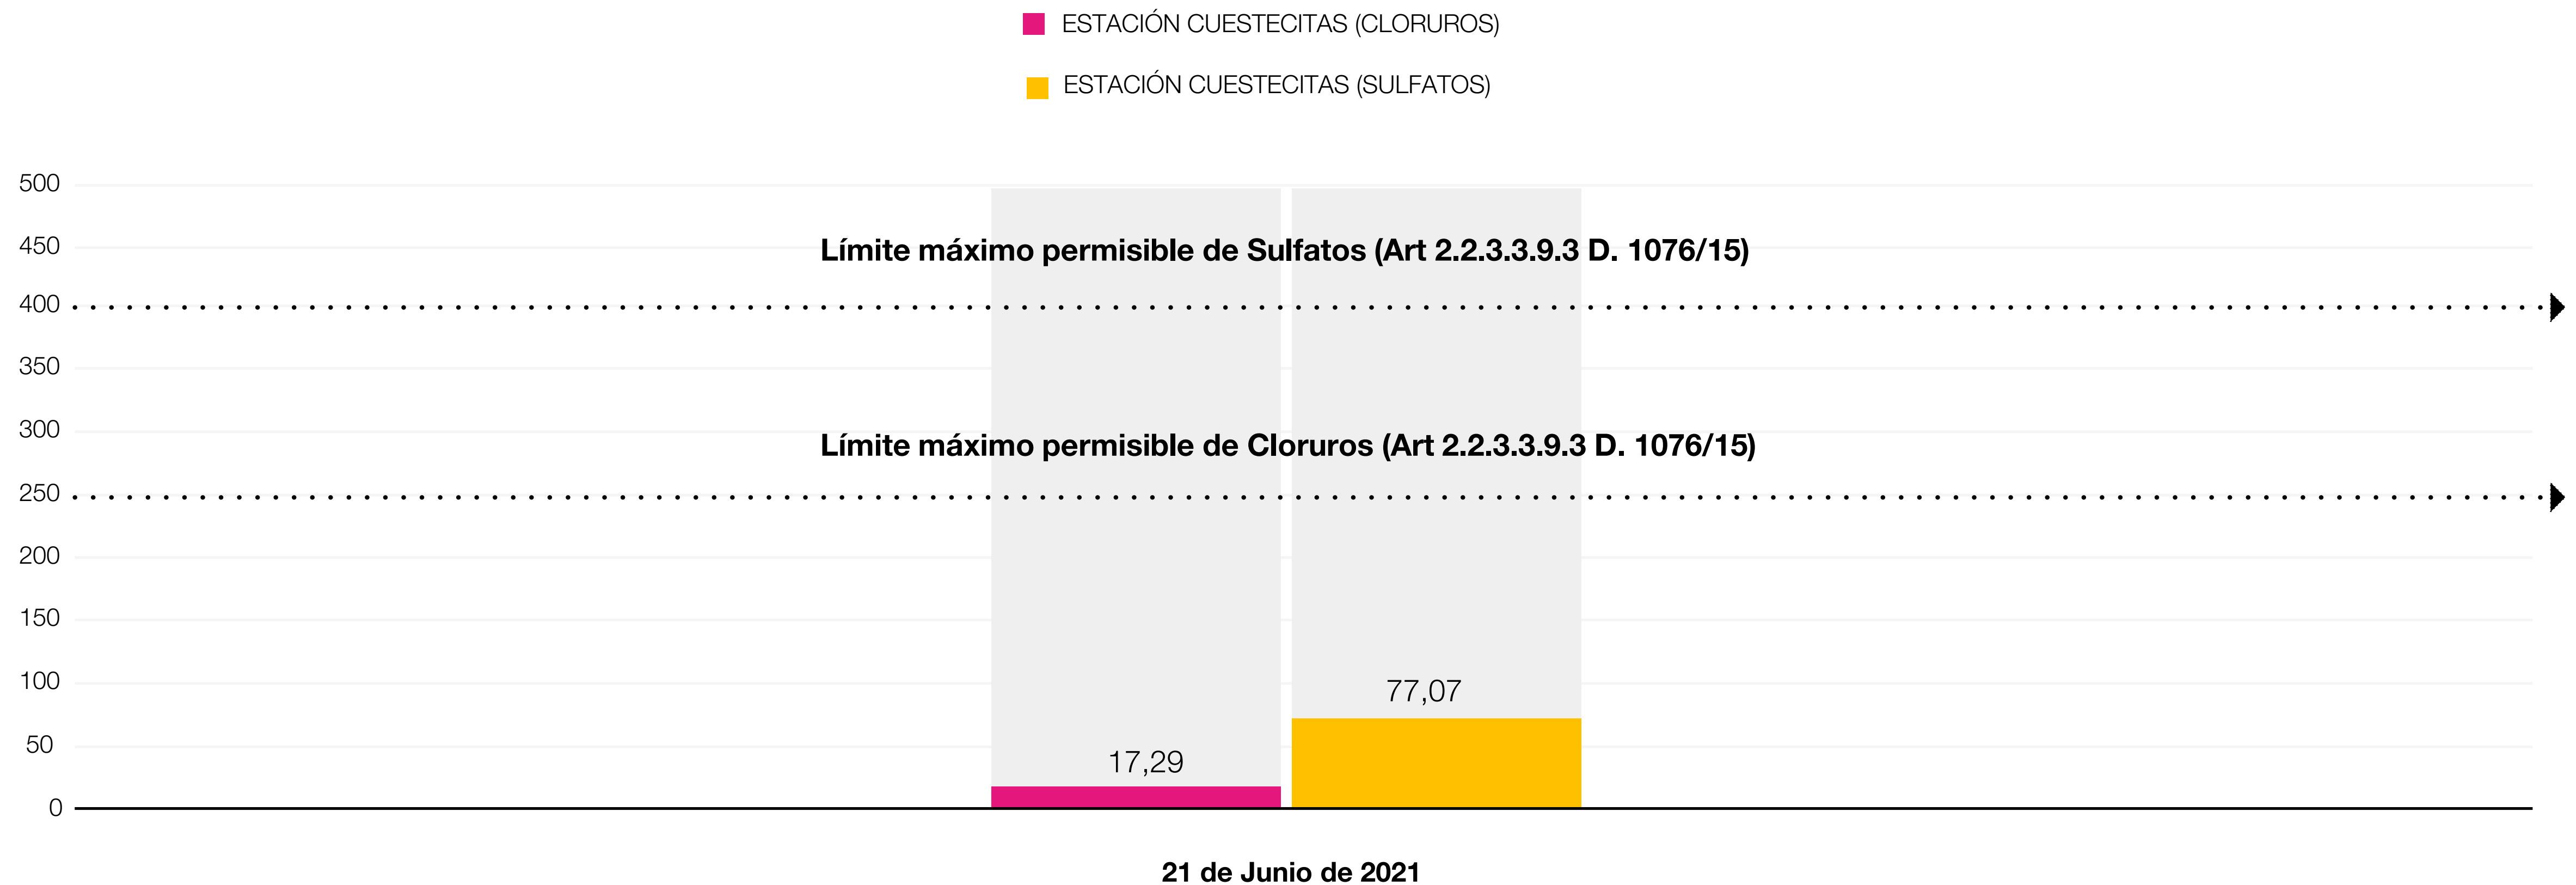 ESTACIÓN CUESTECITAS (CLORUROS)
ESTACIÓN CUESTECITAS (SULFATOS)
500
450
Límite máximo permisible de Sulfatos (Art 2.2.3.3.9.3 D. 1076/15)
400
350
300
Límite máximo permisible de Cloruros (Art 2.2.3.3.9.3 D. 1076/15)
250
200
150
100
77,07
50
17,29
0
21 de Junio de 2021